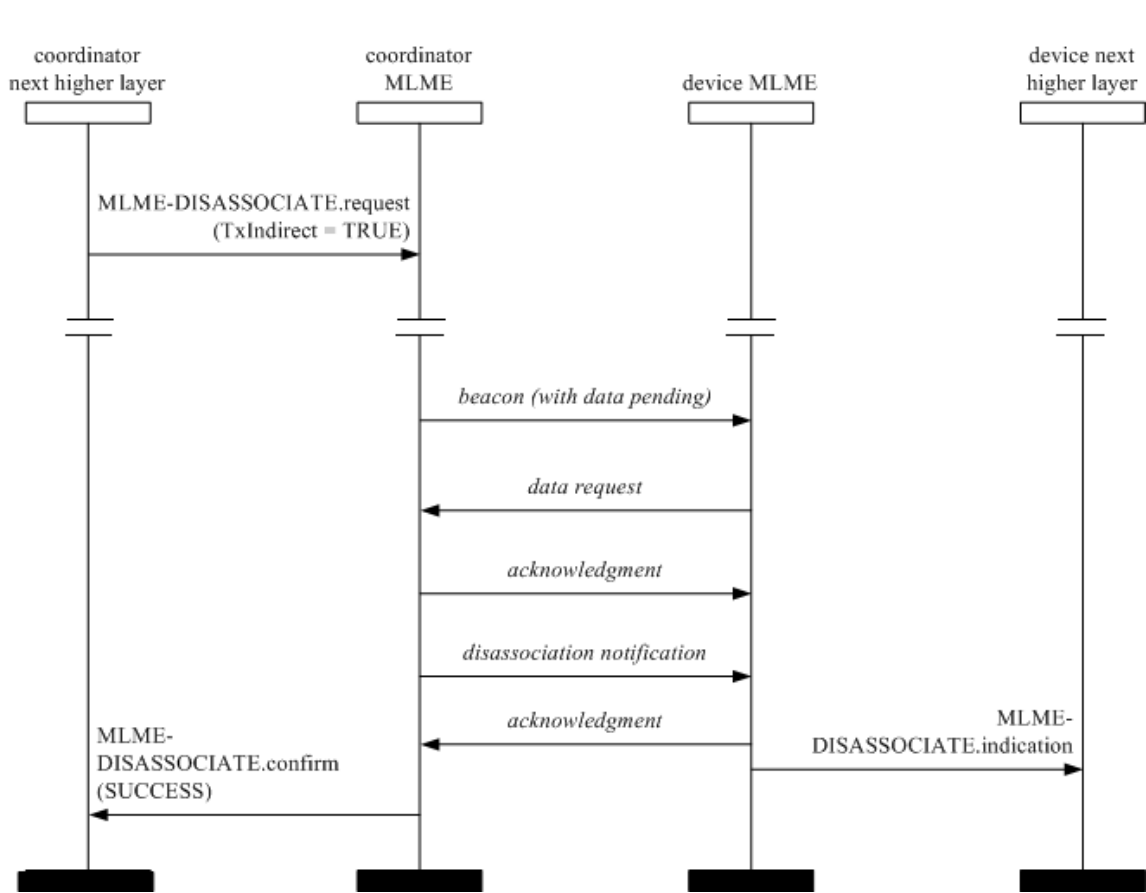 coordinator
next higher layer
coordinator
MLME
device MLME
device next
higher layer
MLME-DISASSOCIATE.request
(TxIndirect = TRUE)
beacon (with data pending)
data request
acknowledgment
disassociation notification
acknowledgment
MLME-
DISASSOCIATE.indication
MLME-
DISASSOCIATE.confirm
(SUCCESS)